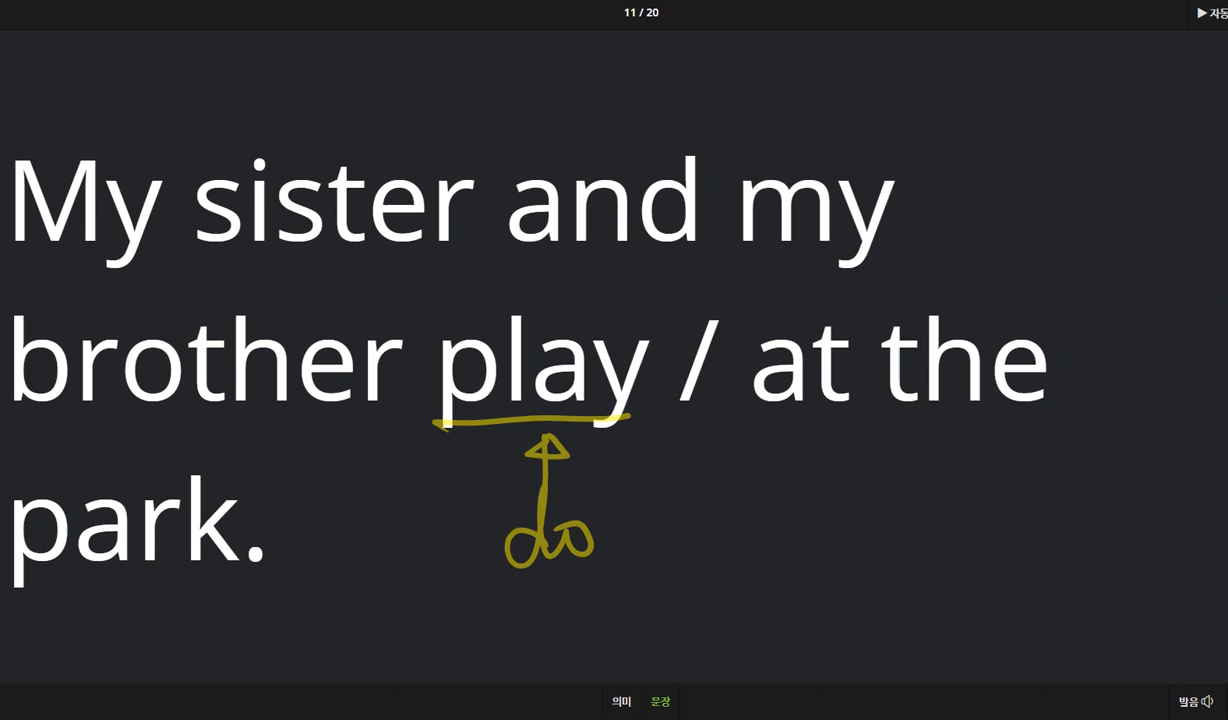 11 / 20
▶ 자동
My sister and my
brother play / at the
park.
do
의미 문장 발음